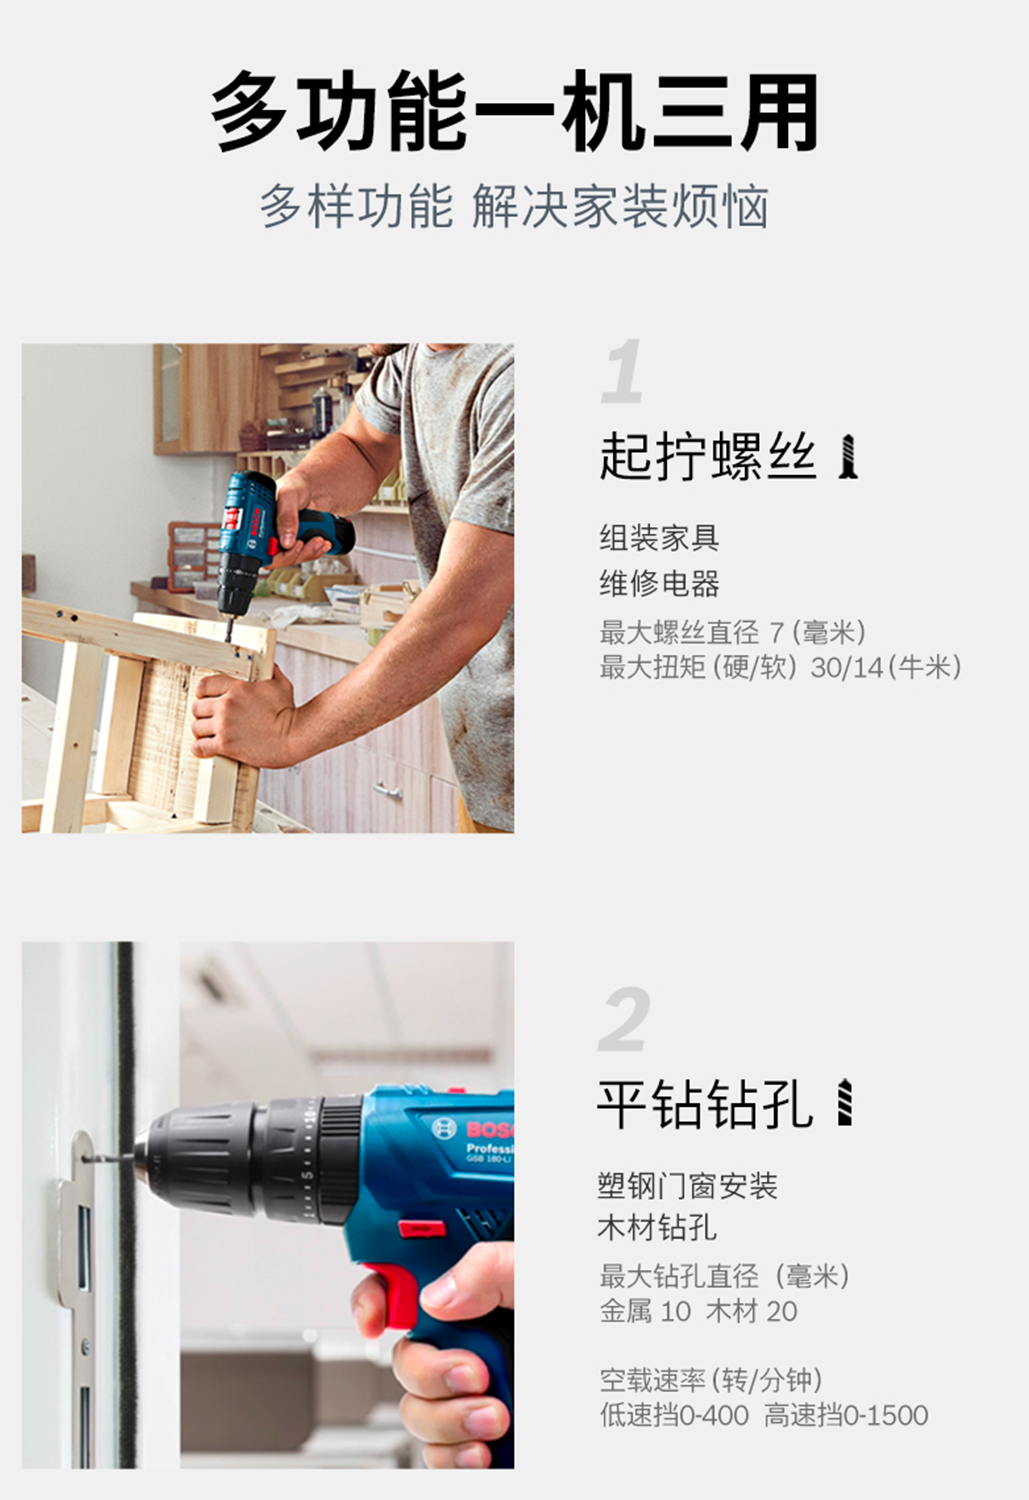 多功能一机三用
多样功能 解决家装烦恼
1
起拧螺丝
组装家具
维修电器
最大螺丝直径 7 (毫米)
最大扭矩 (硬/软) 30/14 (牛米)
BOSCH
2
平钻钻孔
塑钢门窗安装
木材钻孔
最大钻孔直径 (毫米)
金属 10 木材 20
空载速率 (转/分钟)
低速挡0-400 高速挡0-1500
BOS
Professi
GSB 180-LI
5